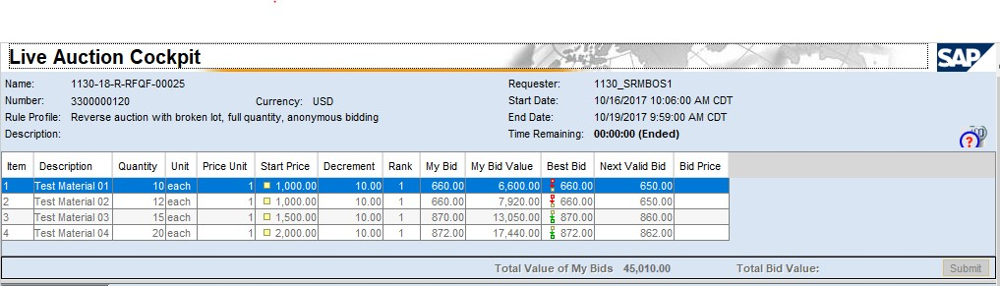 Live Auction Cockpit
SAP
Name: 1130-18-R-RFQF-00025 Requester: 1130_SRMBOS1
Number: 3300000120 Currency: USD Start Date: 10/16/2017 10:06:00 AM CDT
Rule Profile: Reverse auction with broken lot, full quantity, anonymous bidding End Date: 10/19/2017 9:59:00 AM CDT
Description: Time Remaining: 00:00:00 (Ended)
?
Item Description Quantity Unit Price Unit Start Price Decrement Rank My Bid My Bid Value Best Bid Next Valid Bid Bid Price
1 Test Material 01 10 each 1 1,000.00 10.00 1 660.00 6,600.00 660.00 650.00
2 Test Material 02 12 each 1 1,000.00 10.00 1 660.00 7,920.00 660.00 650.00
3 Test Material 03 15 each 1 1,500.00 10.00 1 870.00 13,050.00 870.00 860.00
4 Test Material 04 20 each 1 2,000.00 10.00 1 872.00 17,440.00 872.00 862.00
Total Value of My Bids 45,010.00 Total Bid Value: Submit